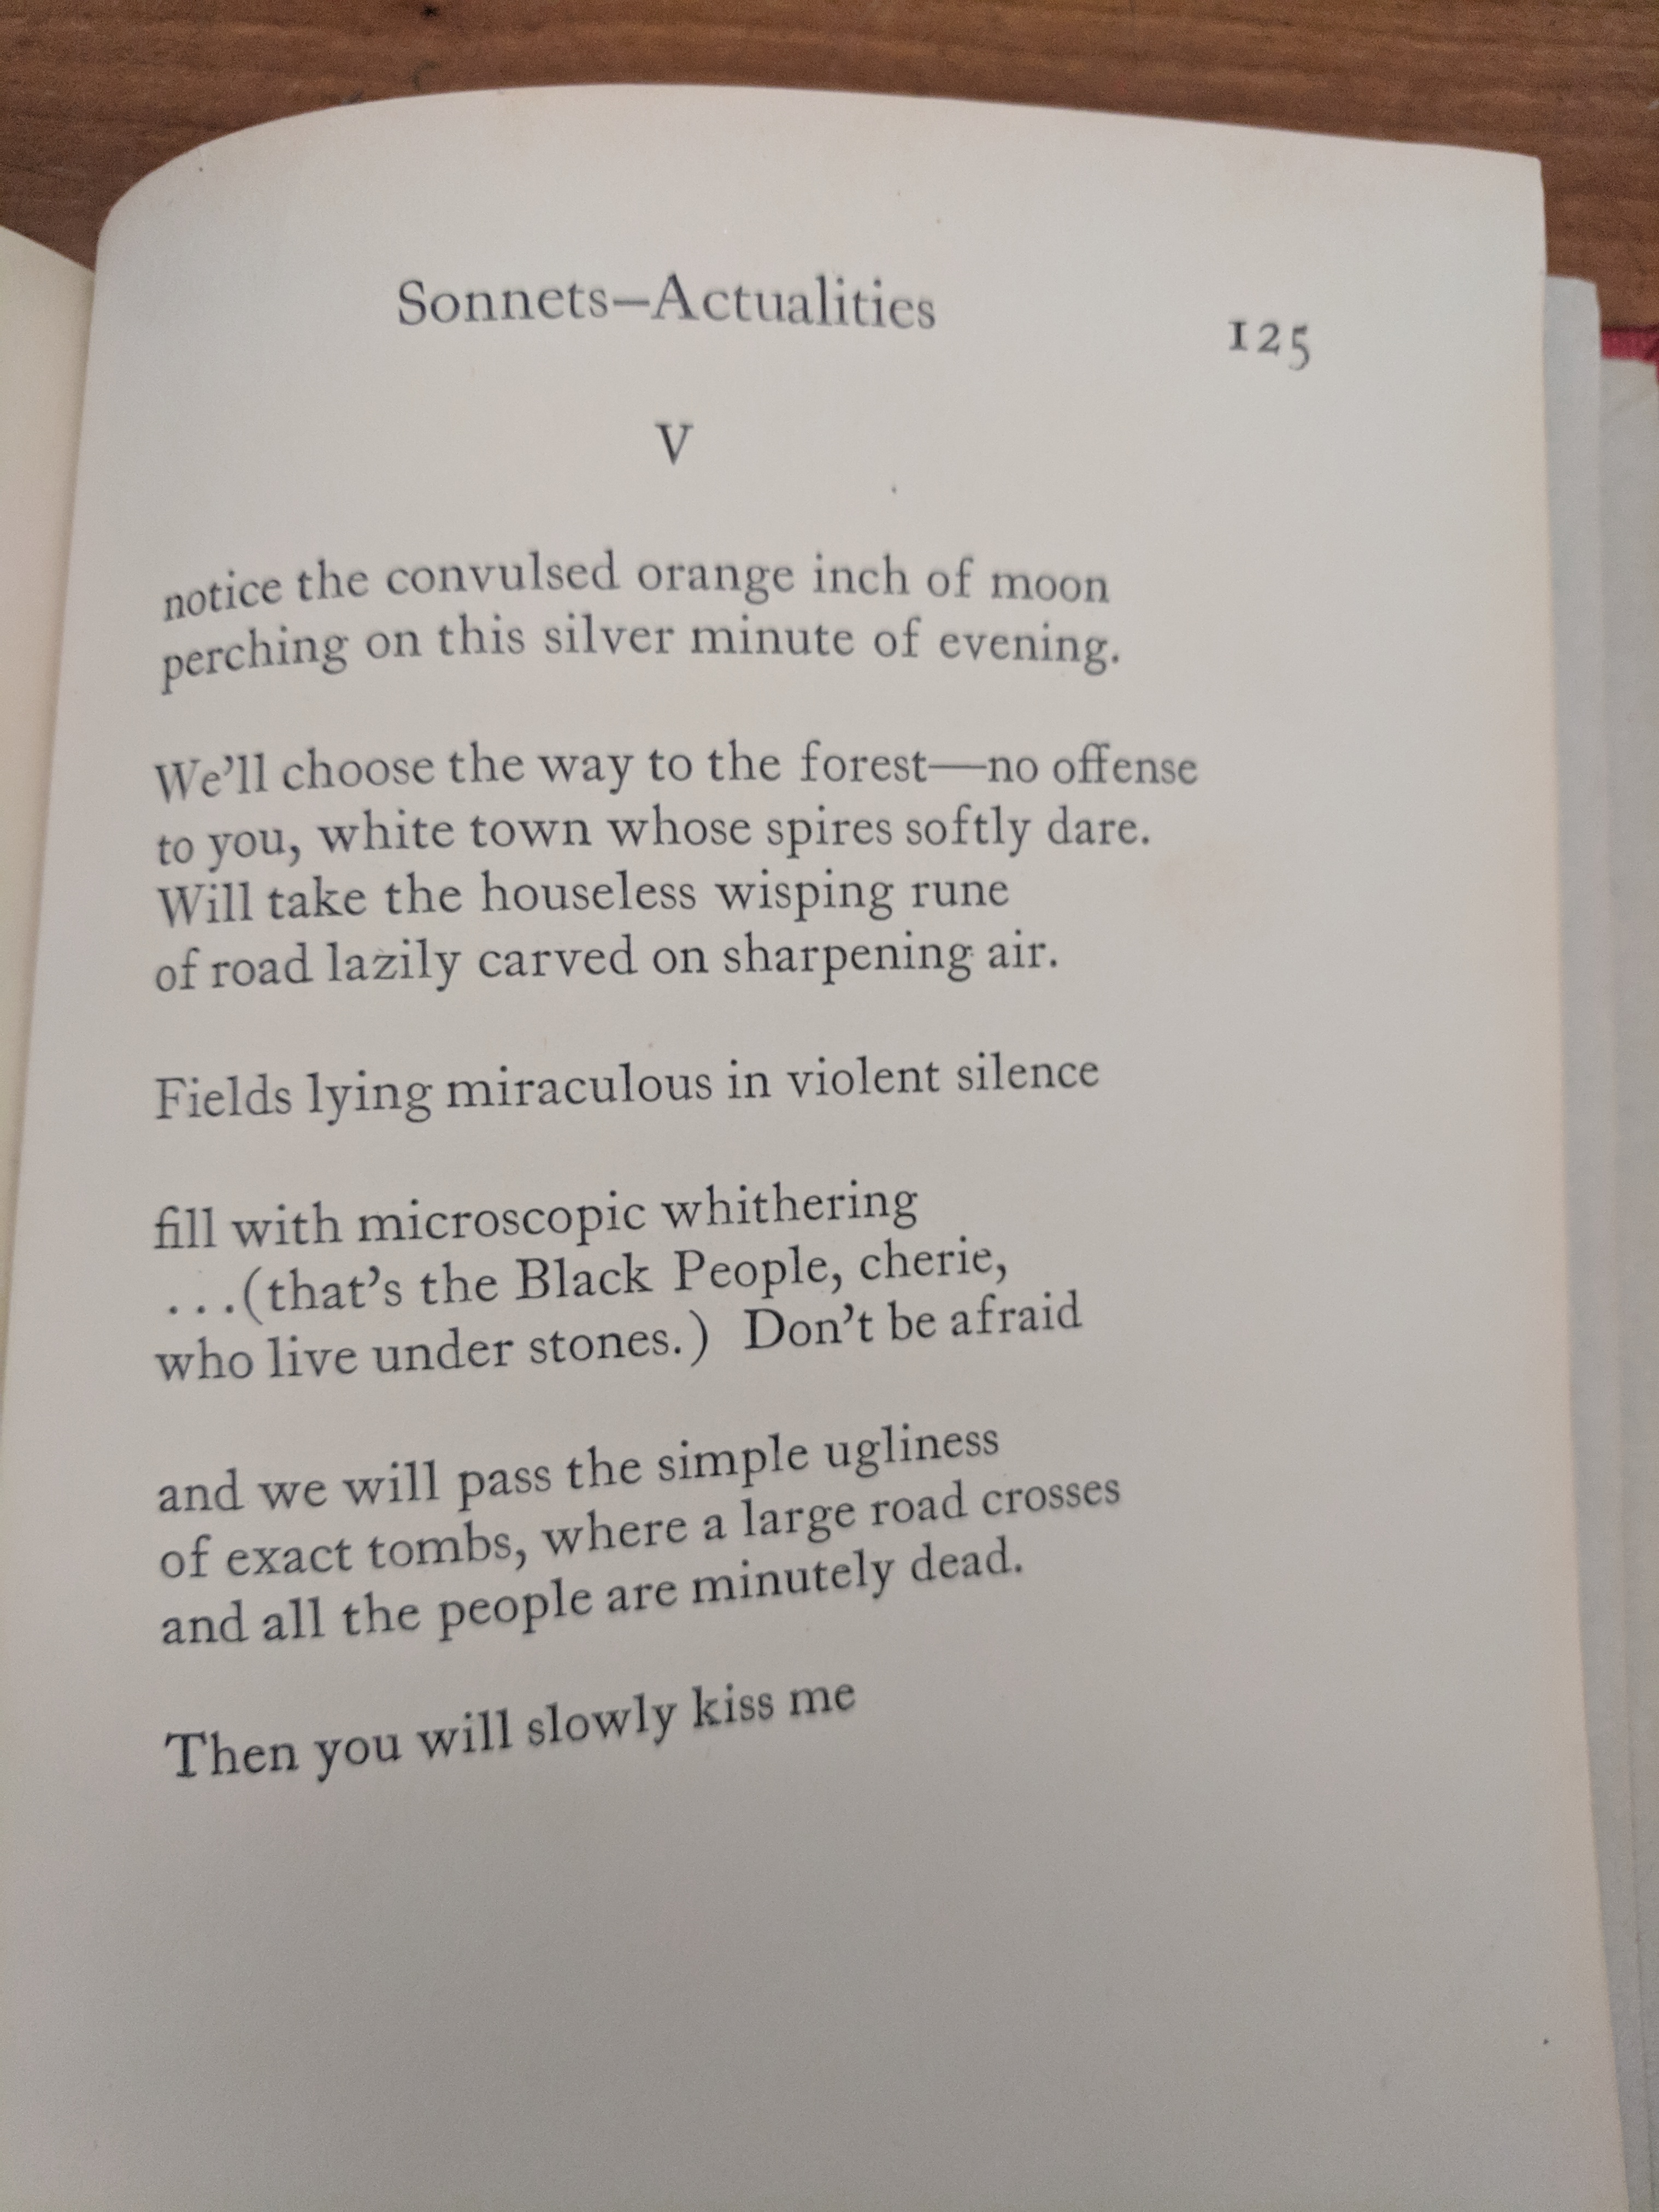 Sonnets—Actualities
125
V
notice the convulsed orange inch of moon
perching on this silver minute of evening.
We'll choose the way to the forest—no offense
to you, white town whose spires softly dare.
Will take the houseless wisping rune
of road lazily carved on sharpening air.
Fields lying miraculous in violent silence
fill with microscopic whithering
...(that's the Black People, cherie,
who live under stones.) Don't be afraid
and we will pass the simple ugliness
of exact tombs, where a large road crosses
and all the people are minutely dead.
Then you will slowly kiss me